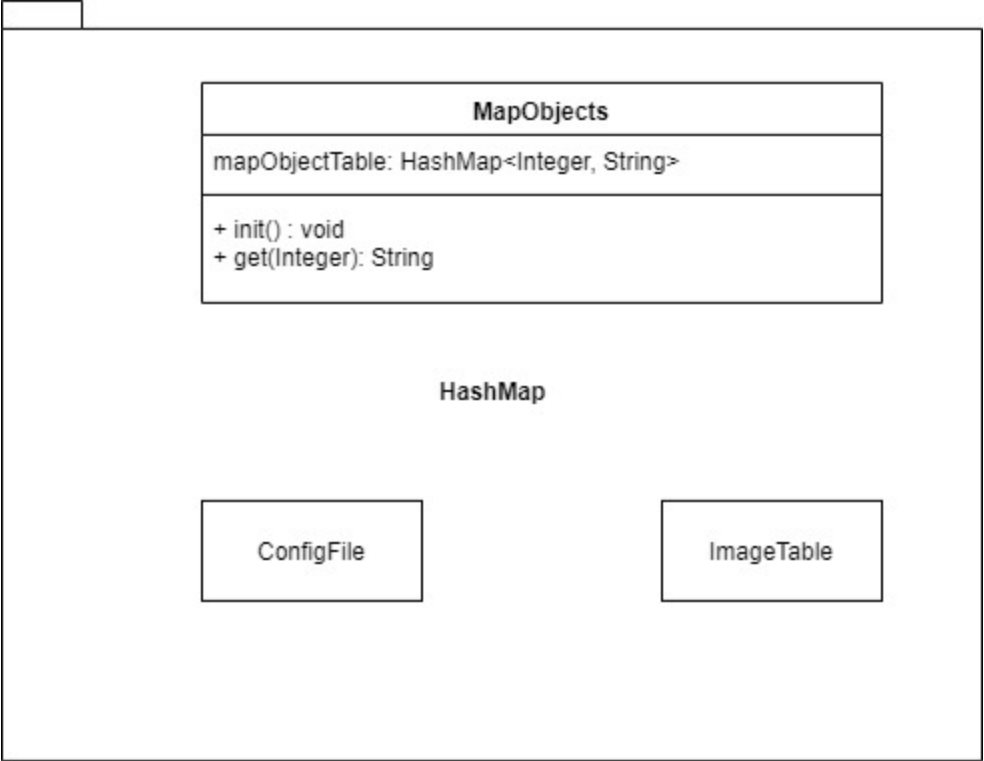 MapObjects
mapObjectTable: HashMap<Integer, String>
+ init() : void
+ get(Integer): String
HashMap
ConfigFile
ImageTable